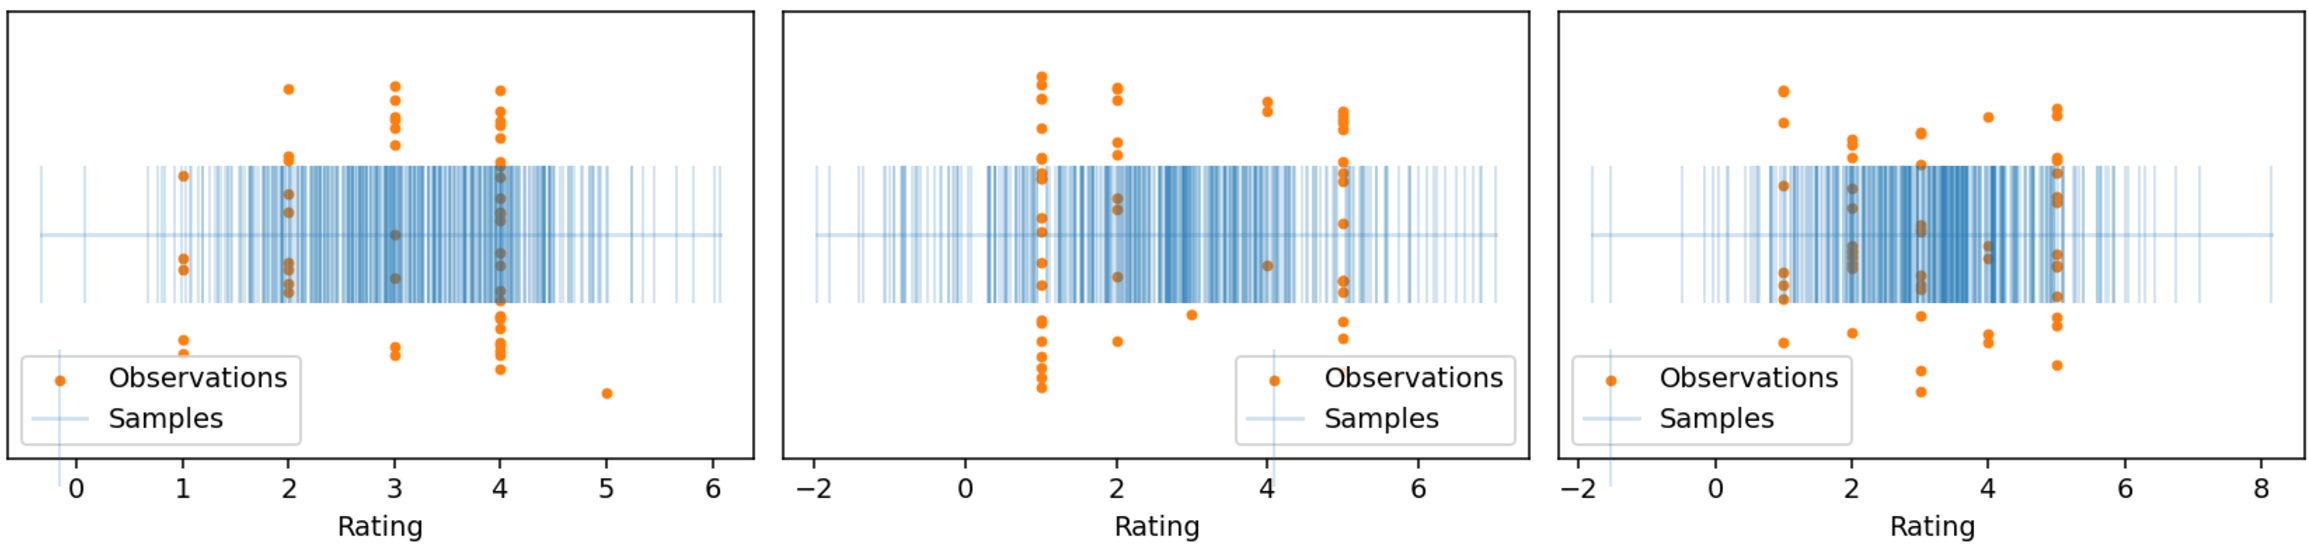 Observations
Samples
0 1 2 3 4 5 6
Rating
Observations
Samples
−2 0 2 4 6
Rating
Observations
Samples
−2 0 2 4 6 8
Rating